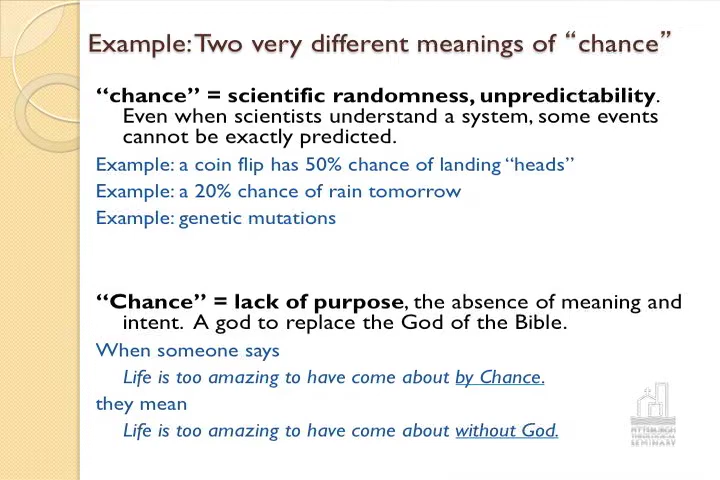 Example: Two very different meanings of “chance”
“chance” = scientific randomness, unpredictability.
Even when scientists understand a system, some events
cannot be exactly predicted.
Example: a coin flip has 50% chance of landing “heads”
Example: a 20% chance of rain tomorrow
Example: genetic mutations
“Chance” = lack of purpose, the absence of meaning and
intent. A god to replace the God of the Bible.
When someone says
Life is too amazing to have come about by Chance.
they mean
Life is too amazing to have come about without God.
PITTSBURGH
THEOLOGICAL
SEMINARY